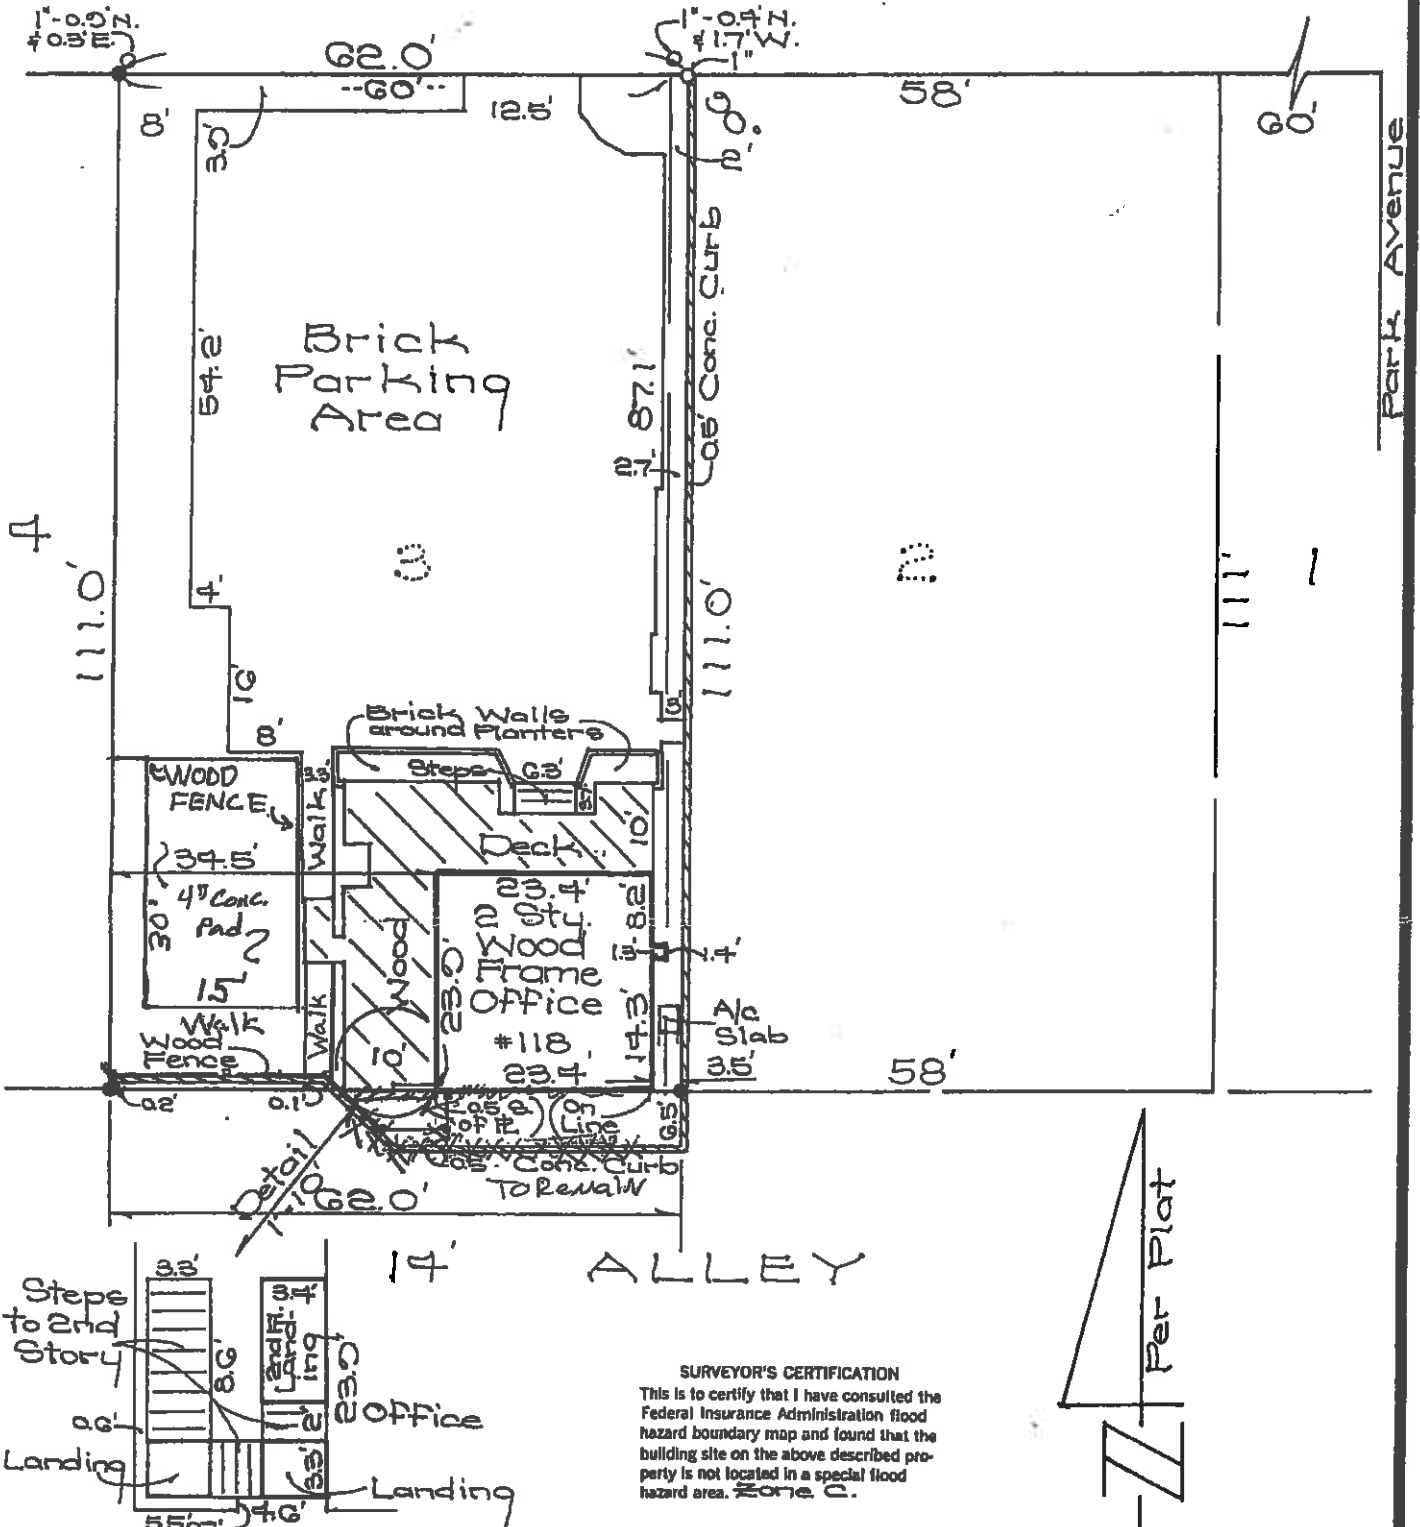 1"-0.9'N.
& 0.3'E.
62.0'
--60'--
1"-0.4'N.
& 1.7'W.
1"
58'
60'
8'
3.0'
12.5'
90°
2'
Park Avenue
0.5' Conc. Curb
54.2'
Brick
Parking
Area
87.1
2.7'
4
111.0'
3
2
1
111.0'
111'
4'
16'
8'
Brick Walls
around Planters
Steps
6.3'
WOOD
FENCE
3.3'
Walk
Deck
10'
34.5'
4" Conc.
Pad
30'
15'
Walk
Wood
Fence
Walk
Wood
10'
23.0'
23.4'
2 Sty.
Wood
Frame
Office
#118
23.4'
8.2'
1.3'
1.4'
14.3'
A/C
Slab
3.5'
58'
0.2'
0.1'
On
Line
6.5'
0.5' Conc. Curb
To Remain
Detail
62.0'
14' ALLEY
Per Plat
N
Steps
to 2nd
Story
3.3'
8.6'
3.4'
2nd Fl.
Land-
ing
23.0'
Office
2'
0.6'
Landing
3.3'
Landing
4.6'
SURVEYOR'S CERTIFICATION
This is to certify that I have consulted the
Federal Insurance Administration flood
hazard boundary map and found that the
building site on the above described pro-
perty is not located in a special flood
hazard area. Zone C.